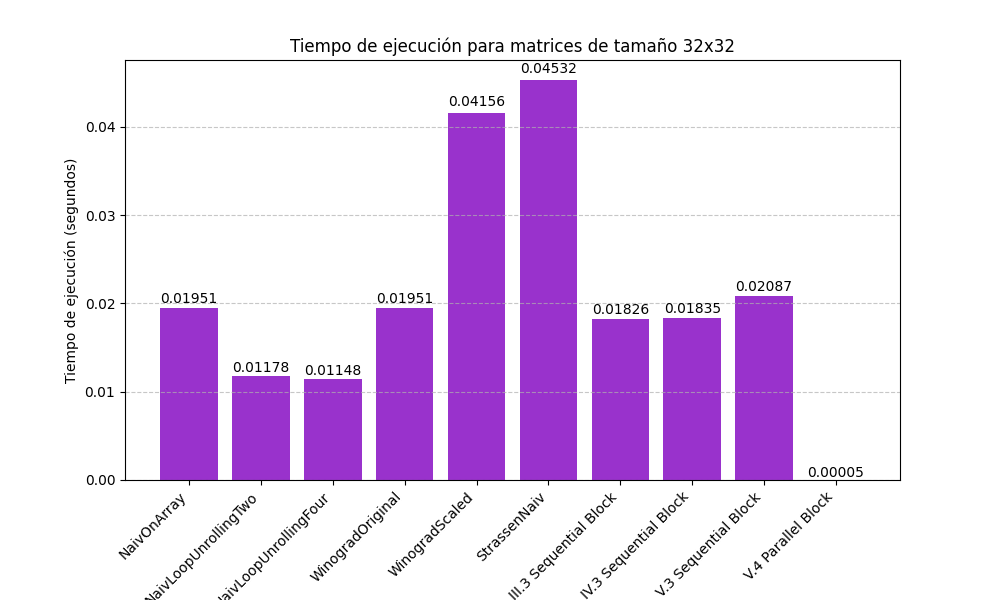 Tiempo de ejecución para matrices de tamaño 32x32
Tiempo de ejecución (segundos)
0.04
0.03
0.02
0.01
0.00
0.01951
0.01178
0.01148
0.01951
0.04156
0.04532
0.01826
0.01835
0.02087
0.00005
NaivOnArray
NaivLoopUnrollingTwo
NaivLoopUnrollingFour
WinogradOriginal
WinogradScaled
StrassenNaiv
III.3 Sequential Block
IV.3 Sequential Block
V.3 Sequential Block
V.4 Parallel Block